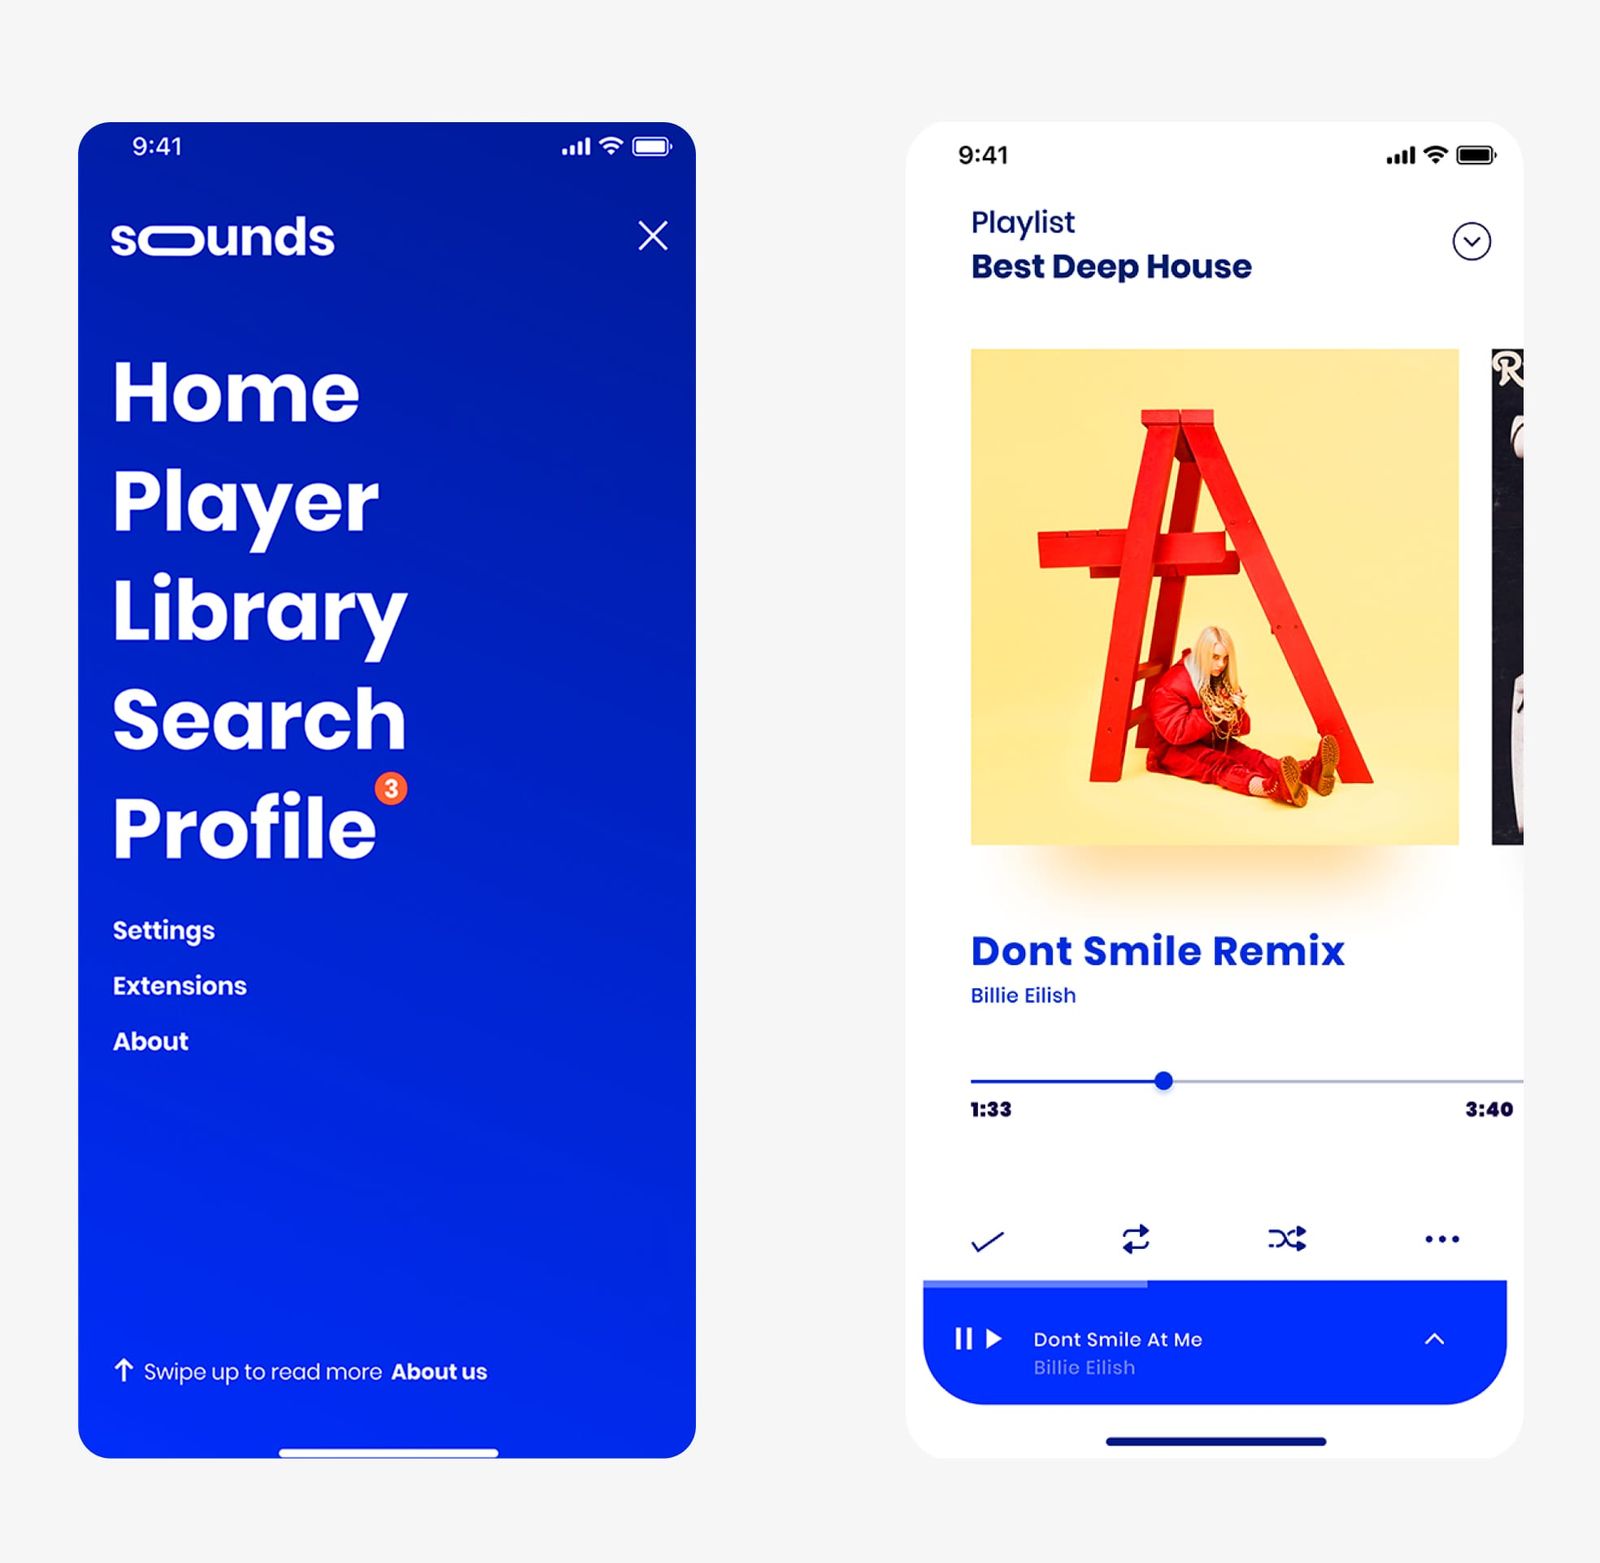 9:41
sounds
Home
Player
Library
Search
Profile
3
Settings
Extensions
About
Swipe up to read more About us
9:41
Playlist
Best Deep House
R
Dont Smile Remix
Billie Eilish
1:33
3:40
Dont Smile At Me
Billie Eilish